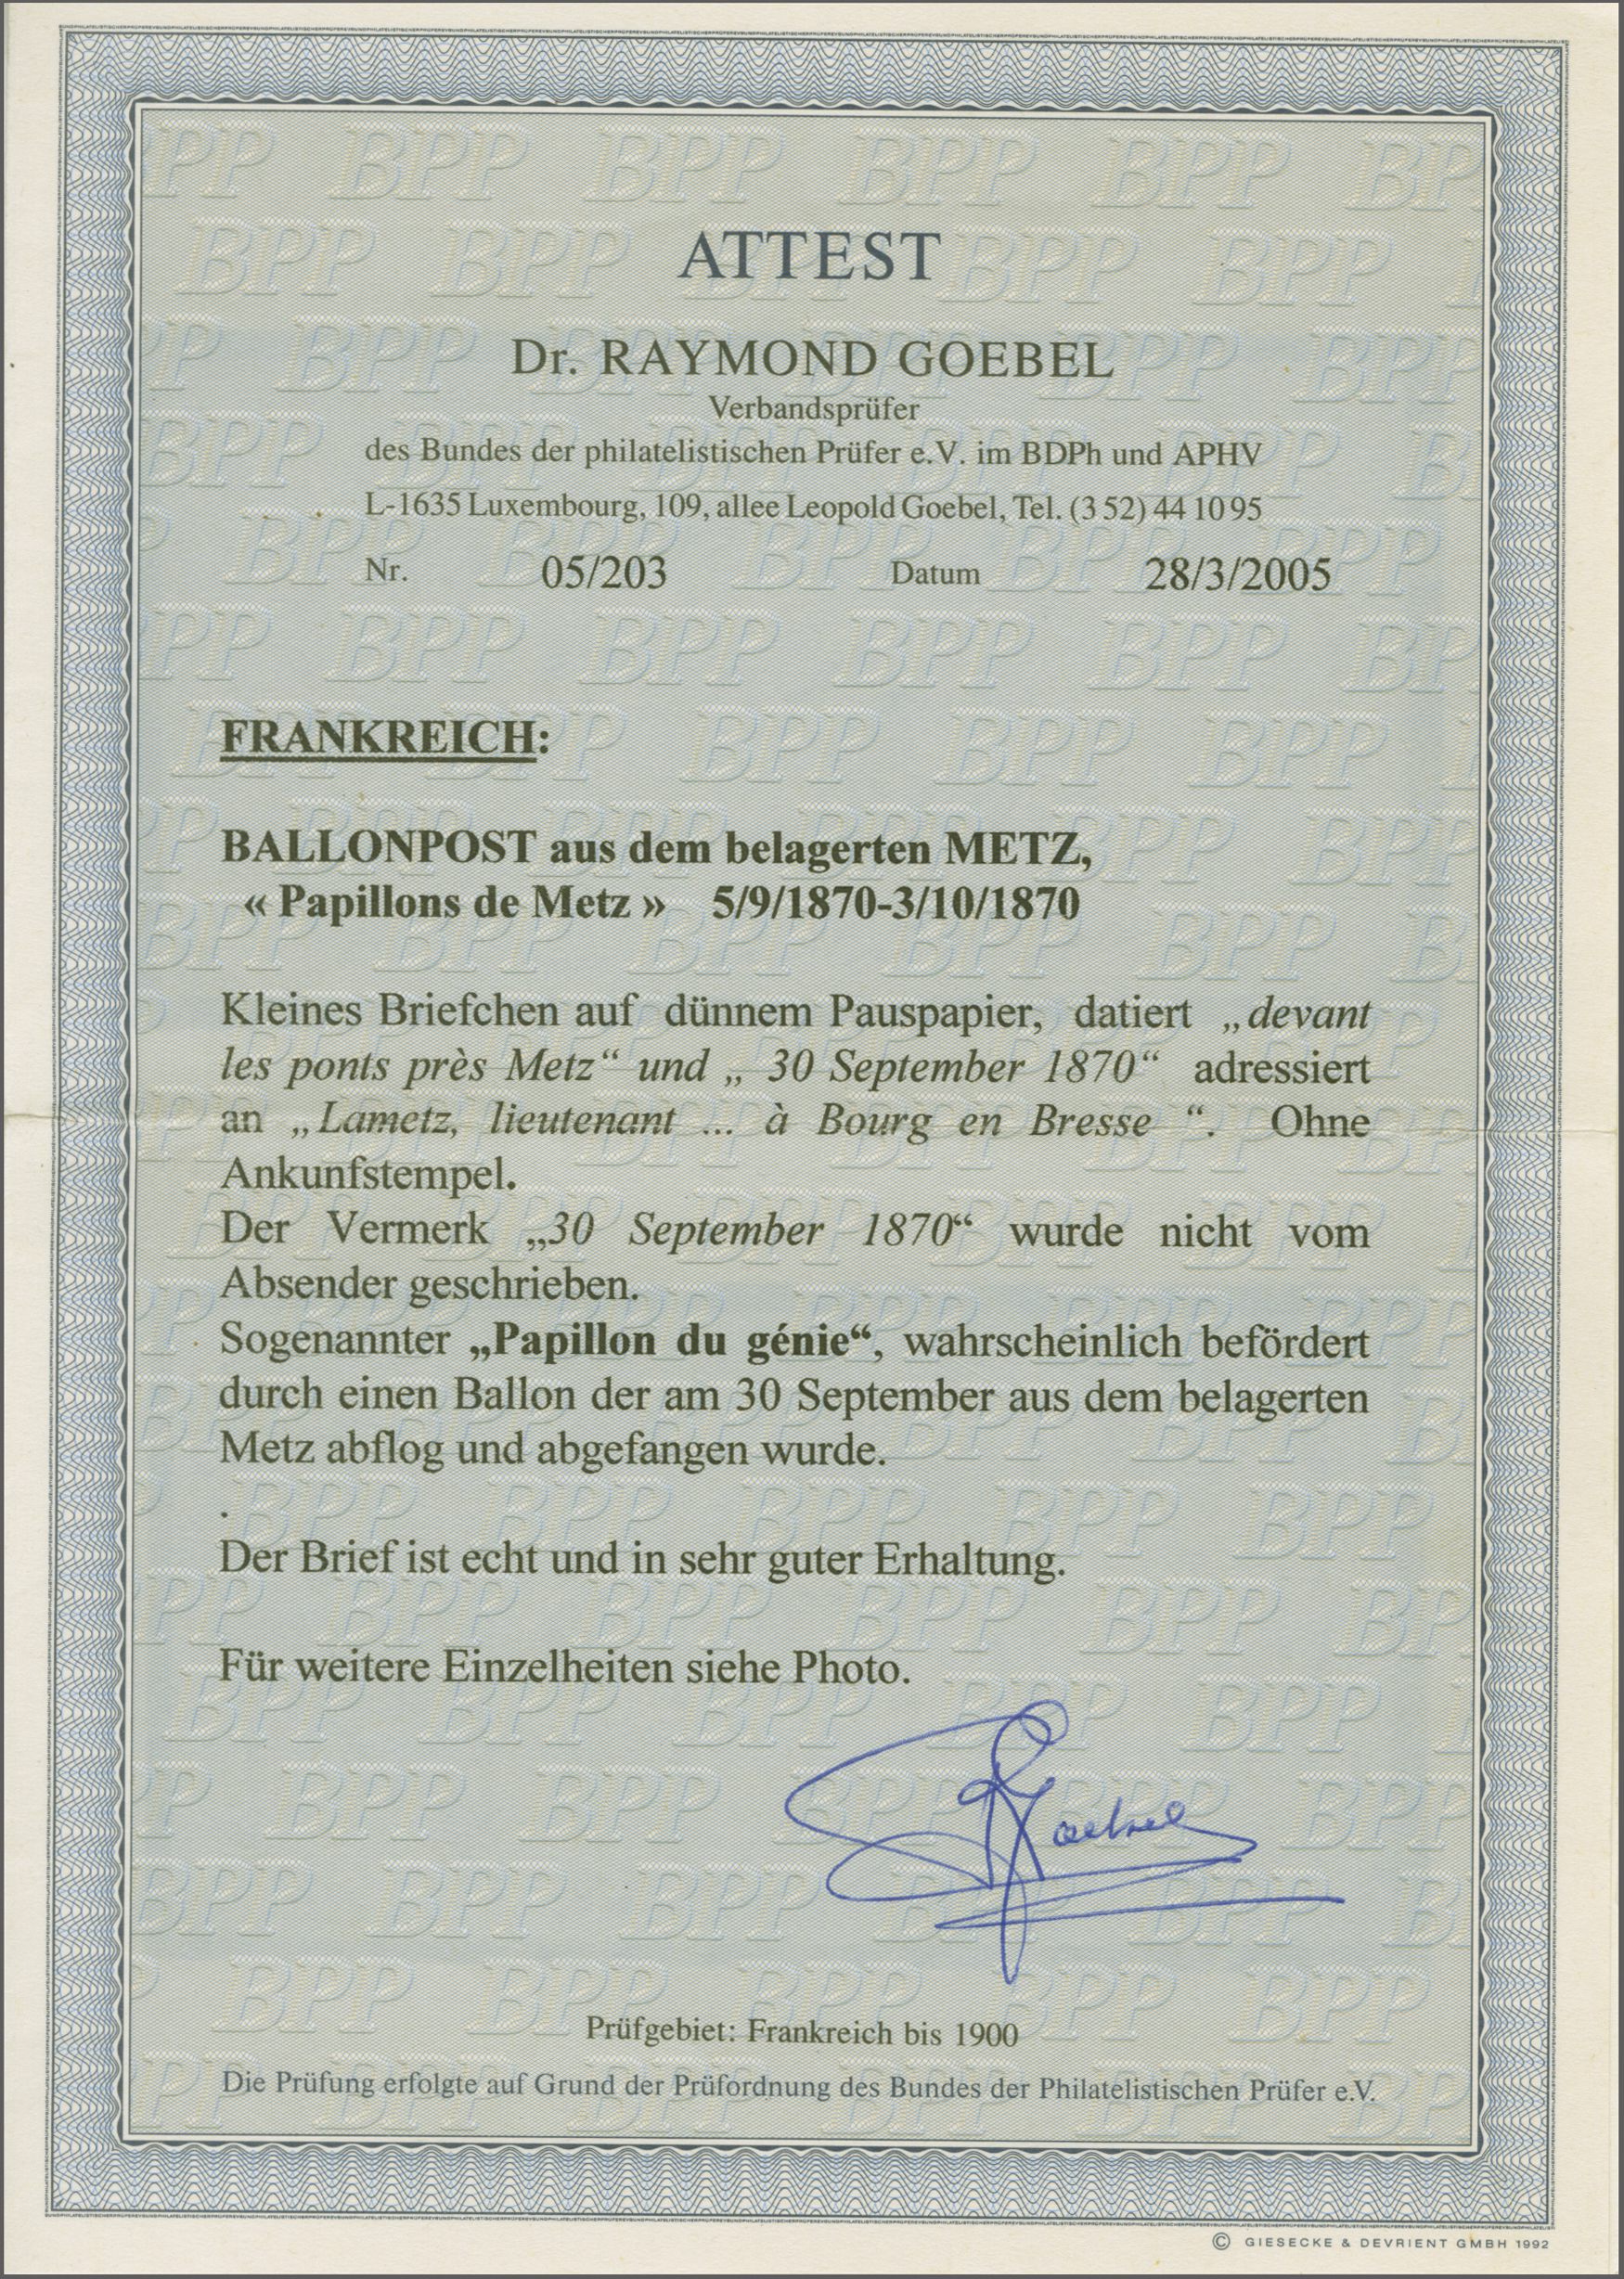 ATTEST
Dr. RAYMOND GOEBEL
Verbandsprüfer
des Bundes der philatelistischen Prüfer e.V. im BDPh und APHV
L-1635 Luxembourg, 109, allee Leopold Goebel, Tel. (3 52) 44 10 95
Nr. 05/203 Datum 28/3/2005
FRANKREICH:
BALLONPOST aus dem belagerten METZ,
« Papillons de Metz » 5/9/1870-3/10/1870
Kleines Briefchen auf dünnem Pauspapier, datiert „devant
les ponts près Metz“ und „ 30 September 1870“ adressiert
an „Lametz, lieutenant ... à Bourg en Bresse “. Ohne
Ankunfstempel.
Der Vermerk „30 September 1870“ wurde nicht vom
Absender geschrieben.
Sogenannter „Papillon du génie“, wahrscheinlich befördert
durch einen Ballon der am 30 September aus dem belagerten
Metz abflog und abgefangen wurde.
.
Der Brief ist echt und in sehr guter Erhaltung.
Für weitere Einzelheiten siehe Photo.
RGoebel
Prüfgebiet: Frankreich bis 1900
Die Prüfung erfolgte auf Grund der Prüfordnung des Bundes der Philatelistischen Prüfer e.V.
© GIESECKE & DEVRIENT GMBH 1992